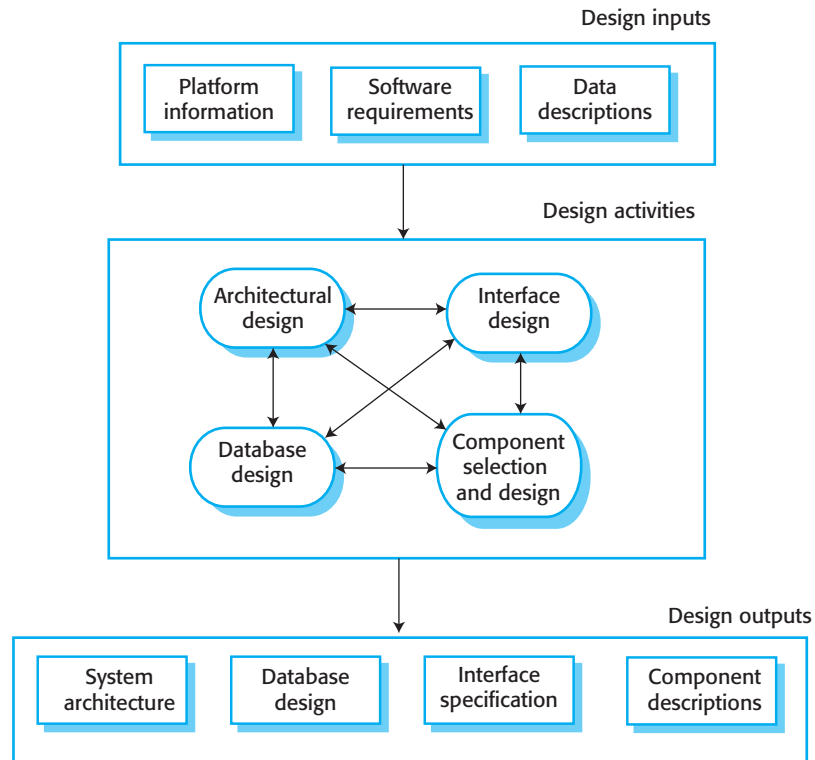 Design inputs
Platform
information
Software
requirements
Data
descriptions
Design activities
Architectural
design
Interface
design
Database
design
Component
selection
and design
Design outputs
System
architecture
Database
design
Interface
specification
Component
descriptions